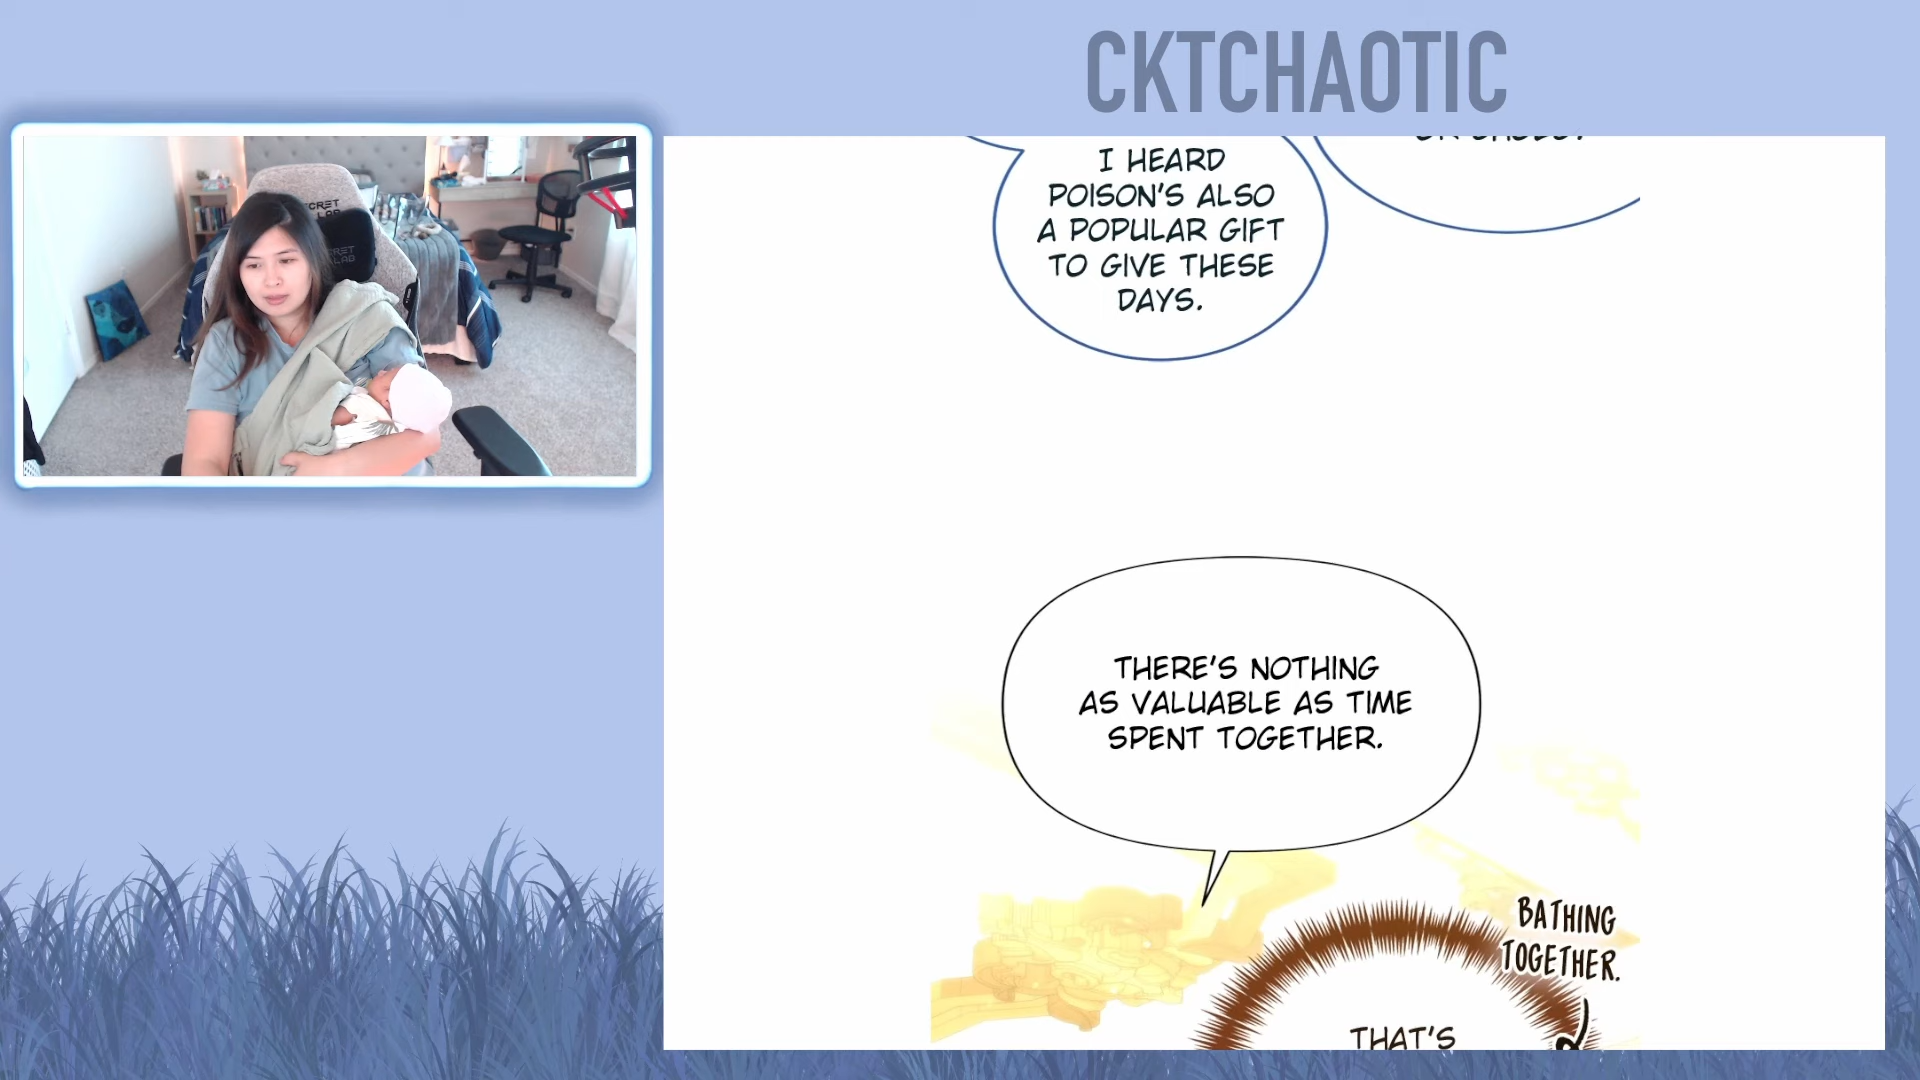 CKTCHAOTIC
I HEARD
POISON'S ALSO
A POPULAR GIFT
TO GIVE THESE
DAYS.
THERE'S NOTHING
AS VALUABLE AS TIME
SPENT TOGETHER.
BATHING
TOGETHER.
THAT'S